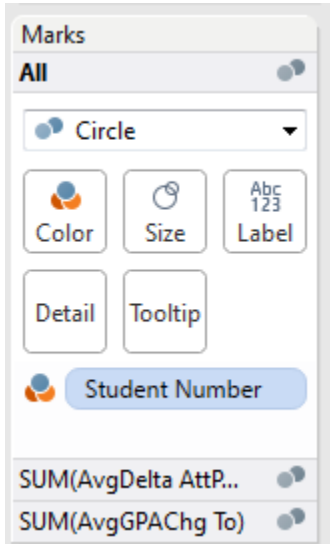 Marks
All
Circle
Color Size Abc 123 Label
Detail Tooltip
Student Number
SUM(AvgDelta AttP...
SUM(AvgGPAChg To)